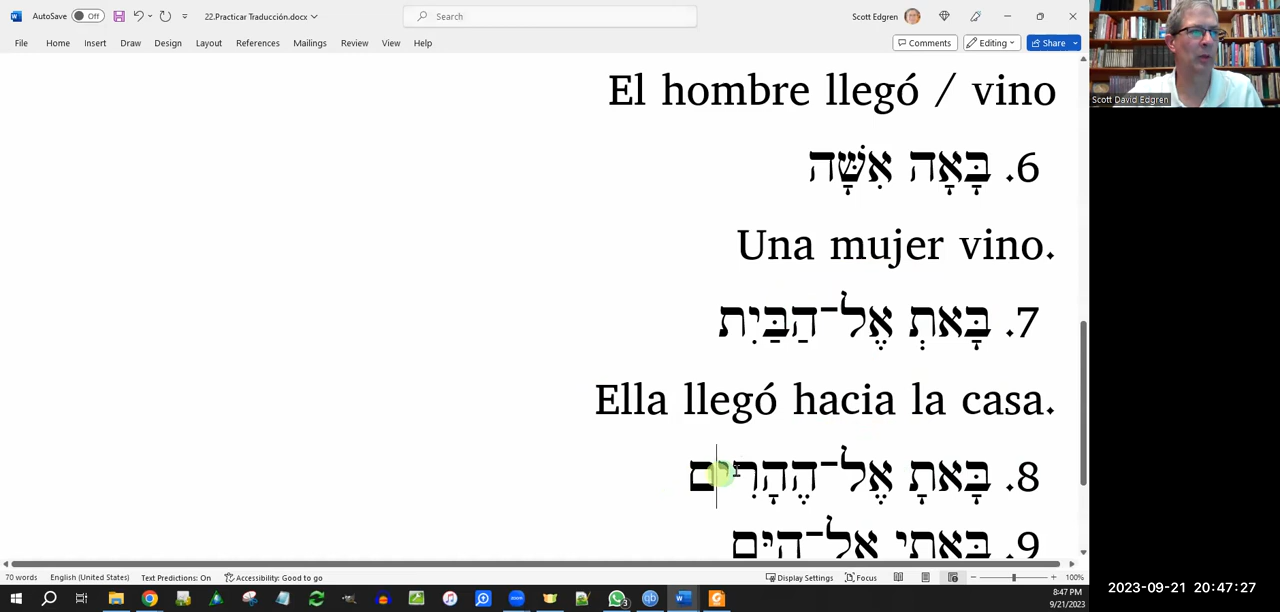 AutoSave Off 22.Practicar Traducción.docx Search Scott Edgren
File Home Insert Draw Design Layout References Mailings Review View Help Comments Editing Share
El hombre llegó / vino
6. בָּאָה אִשָּׁה
Una mujer vino.
7. בָּאתְ אֶל־הַבַּיִת
Ella llegó hacia la casa.
8. בָּאתָ אֶל־הֶהָרִים
9. בָּאתִי אֶל־הַיָּם
Scott David Edgren
70 words English (United States) Text Predictions: On Accessibility: Good to go Display Settings Focus 100%
2023-09-21 20:47:27
8:47 PM
9/21/2023
3